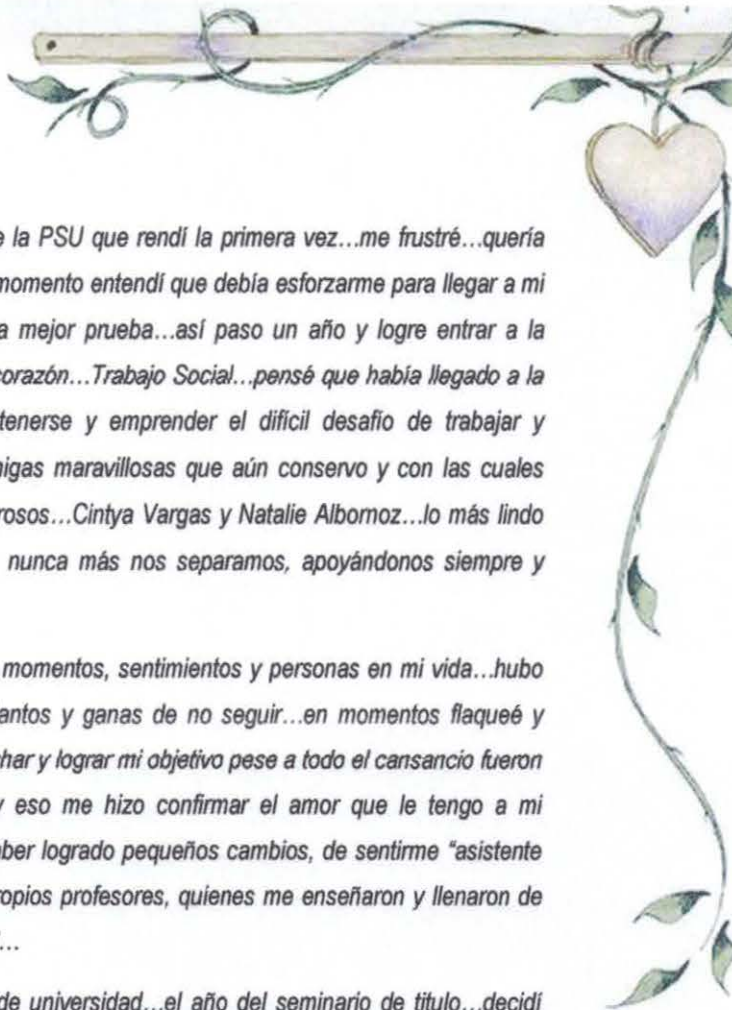 e la PSU que rendí la primera vez...me frustré...quería
momento entendí que debía esforzarme para llegar a mi
a mejor prueba...así paso un año y logre entrar a la
corazón...Trabajo Social...pensé que había llegado a la
tenerse y emprender el difícil desafío de trabajar y
nigas maravillosas que aún conservo y con las cuales
rosos...Cintya Vargas y Natalie Albornoz...lo más lindo
nunca más nos separamos, apoyándonos siempre y
momentos, sentimientos y personas en mi vida...hubo
antos y ganas de no seguir...en momentos flaqueé y
har y lograr mi objetivo pese a todo el cansancio fueron
y eso me hizo confirmar el amor que le tengo a mi
ber logrado pequeños cambios, de sentirme "asistente
ropios profesores, quienes me enseñaron y llenaron de
...
de universidad...el año del seminario de titulo...decidí